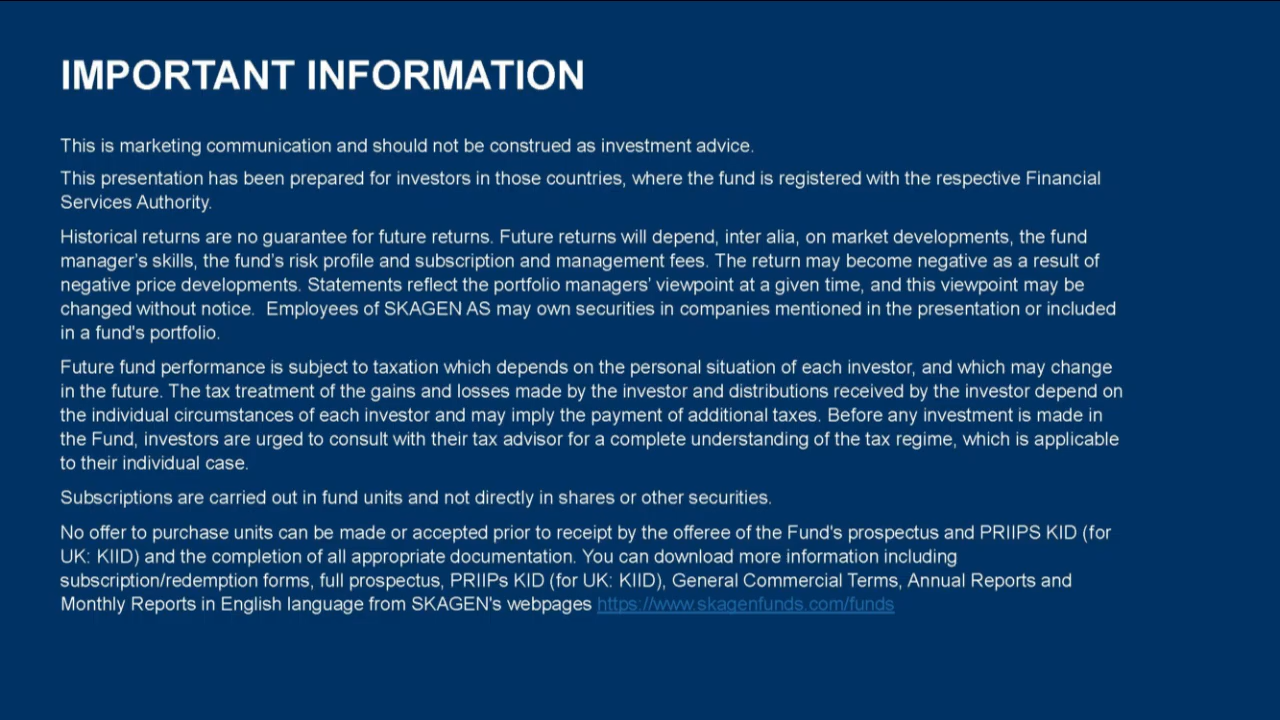 IMPORTANT INFORMATION
This is marketing communication and should not be construed as investment advice.
This presentation has been prepared for investors in those countries, where the fund is registered with the respective Financial
Services Authority.
Historical returns are no guarantee for future returns. Future returns will depend, inter alia, on market developments, the fund
manager’s skills, the fund’s risk profile and subscription and management fees. The return may become negative as a result of
negative price developments. Statements reflect the portfolio managers’ viewpoint at a given time, and this viewpoint may be
changed without notice.  Employees of SKAGEN AS may own securities in companies mentioned in the presentation or included
in a fund's portfolio.
Future fund performance is subject to taxation which depends on the personal situation of each investor, and which may change
in the future. The tax treatment of the gains and losses made by the investor and distributions received by the investor depend on
the individual circumstances of each investor and may imply the payment of additional taxes. Before any investment is made in
the Fund, investors are urged to consult with their tax advisor for a complete understanding of the tax regime, which is applicable
to their individual case.
Subscriptions are carried out in fund units and not directly in shares or other securities.
No offer to purchase units can be made or accepted prior to receipt by the offeree of the Fund's prospectus and PRIIPS KID (for
UK: KIID) and the completion of all appropriate documentation. You can download more information including
subscription/redemption forms, full prospectus, PRIIPs KID (for UK: KIID), General Commercial Terms, Annual Reports and
Monthly Reports in English language from SKAGEN's webpages https://www.skagenfunds.com/funds